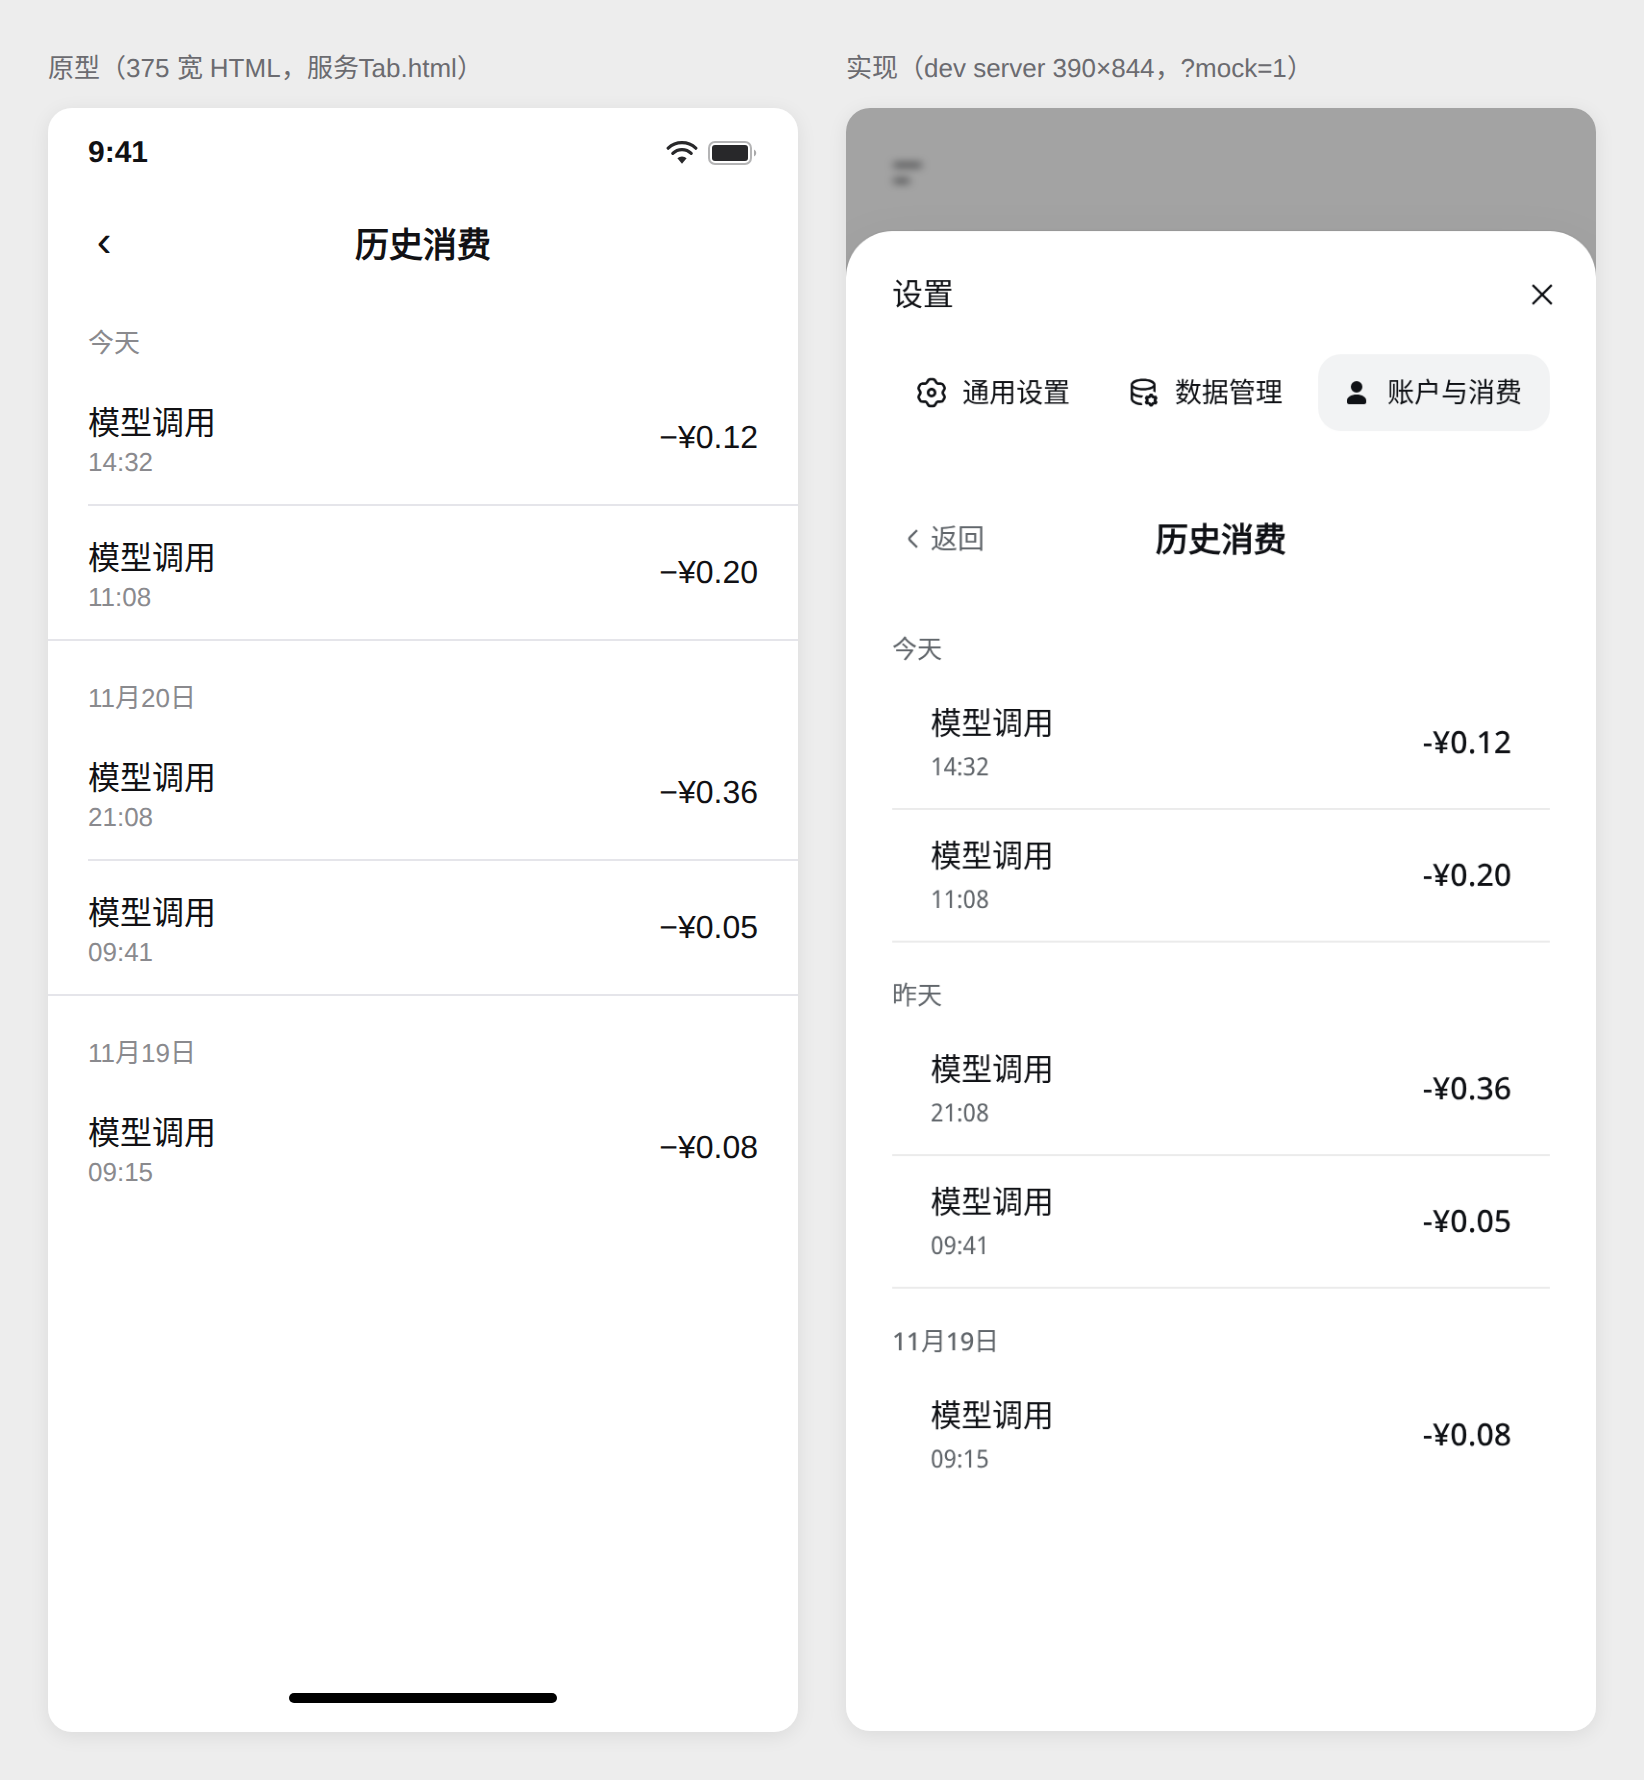 原型（375 宽 HTML，服务Tab.html）
9:41
‹ 历史消费
今天
模型调用
14:32
−¥0.12
模型调用
11:08
−¥0.20
11月20日
模型调用
21:08
−¥0.36
模型调用
09:41
−¥0.05
11月19日
模型调用
09:15
−¥0.08
实现（dev server 390×844，?mock=1）
设置
通用设置 数据管理 账户与消费
返回 历史消费
今天
模型调用
14:32
-¥0.12
模型调用
11:08
-¥0.20
昨天
模型调用
21:08
-¥0.36
模型调用
09:41
-¥0.05
11月19日
模型调用
09:15
-¥0.08